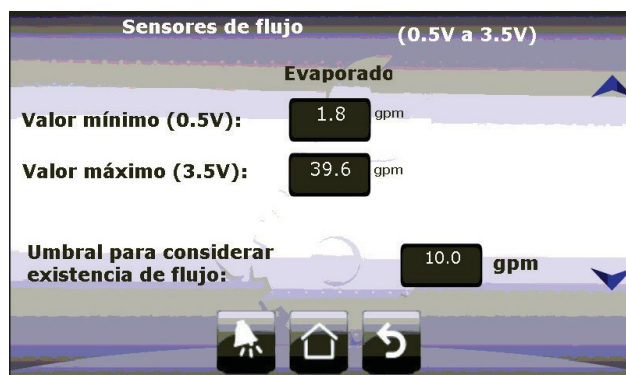 Sensores de flujo (0.5V a 3.5V)
Evaporado
Valor mínimo (0.5V): 1.8 gpm
Valor máximo (3.5V): 39.6 gpm
Umbral para considerar
existencia de flujo: 10.0 gpm